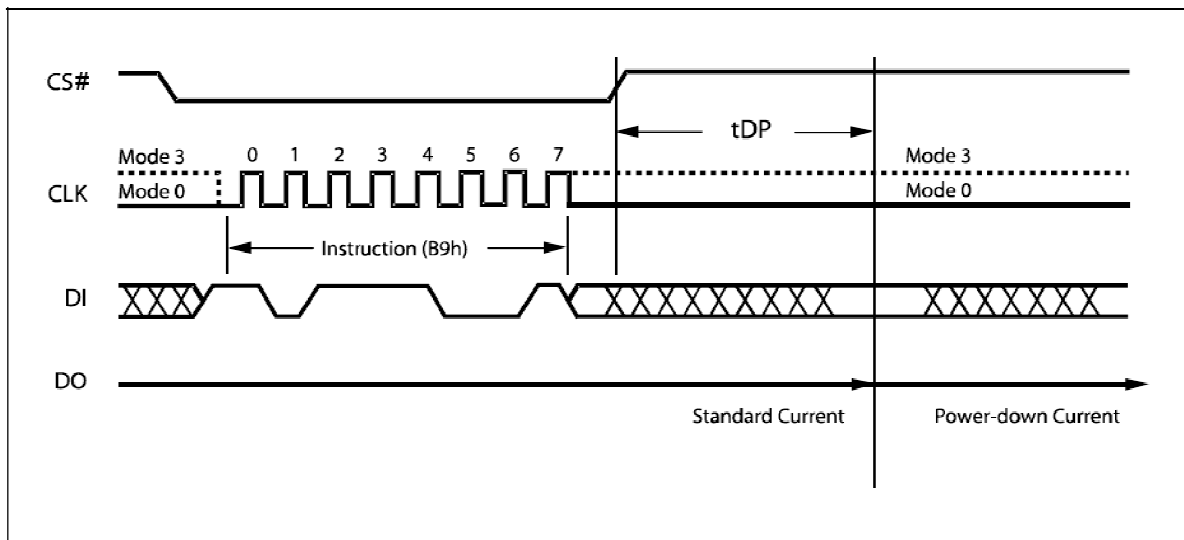 CS#
tDP
Mode 3
0 1 2 3 4 5 6 7
Mode 3
CLK
Mode 0
Mode 0
Instruction (B9h)
DI
DO
Standard Current
Power-down Current